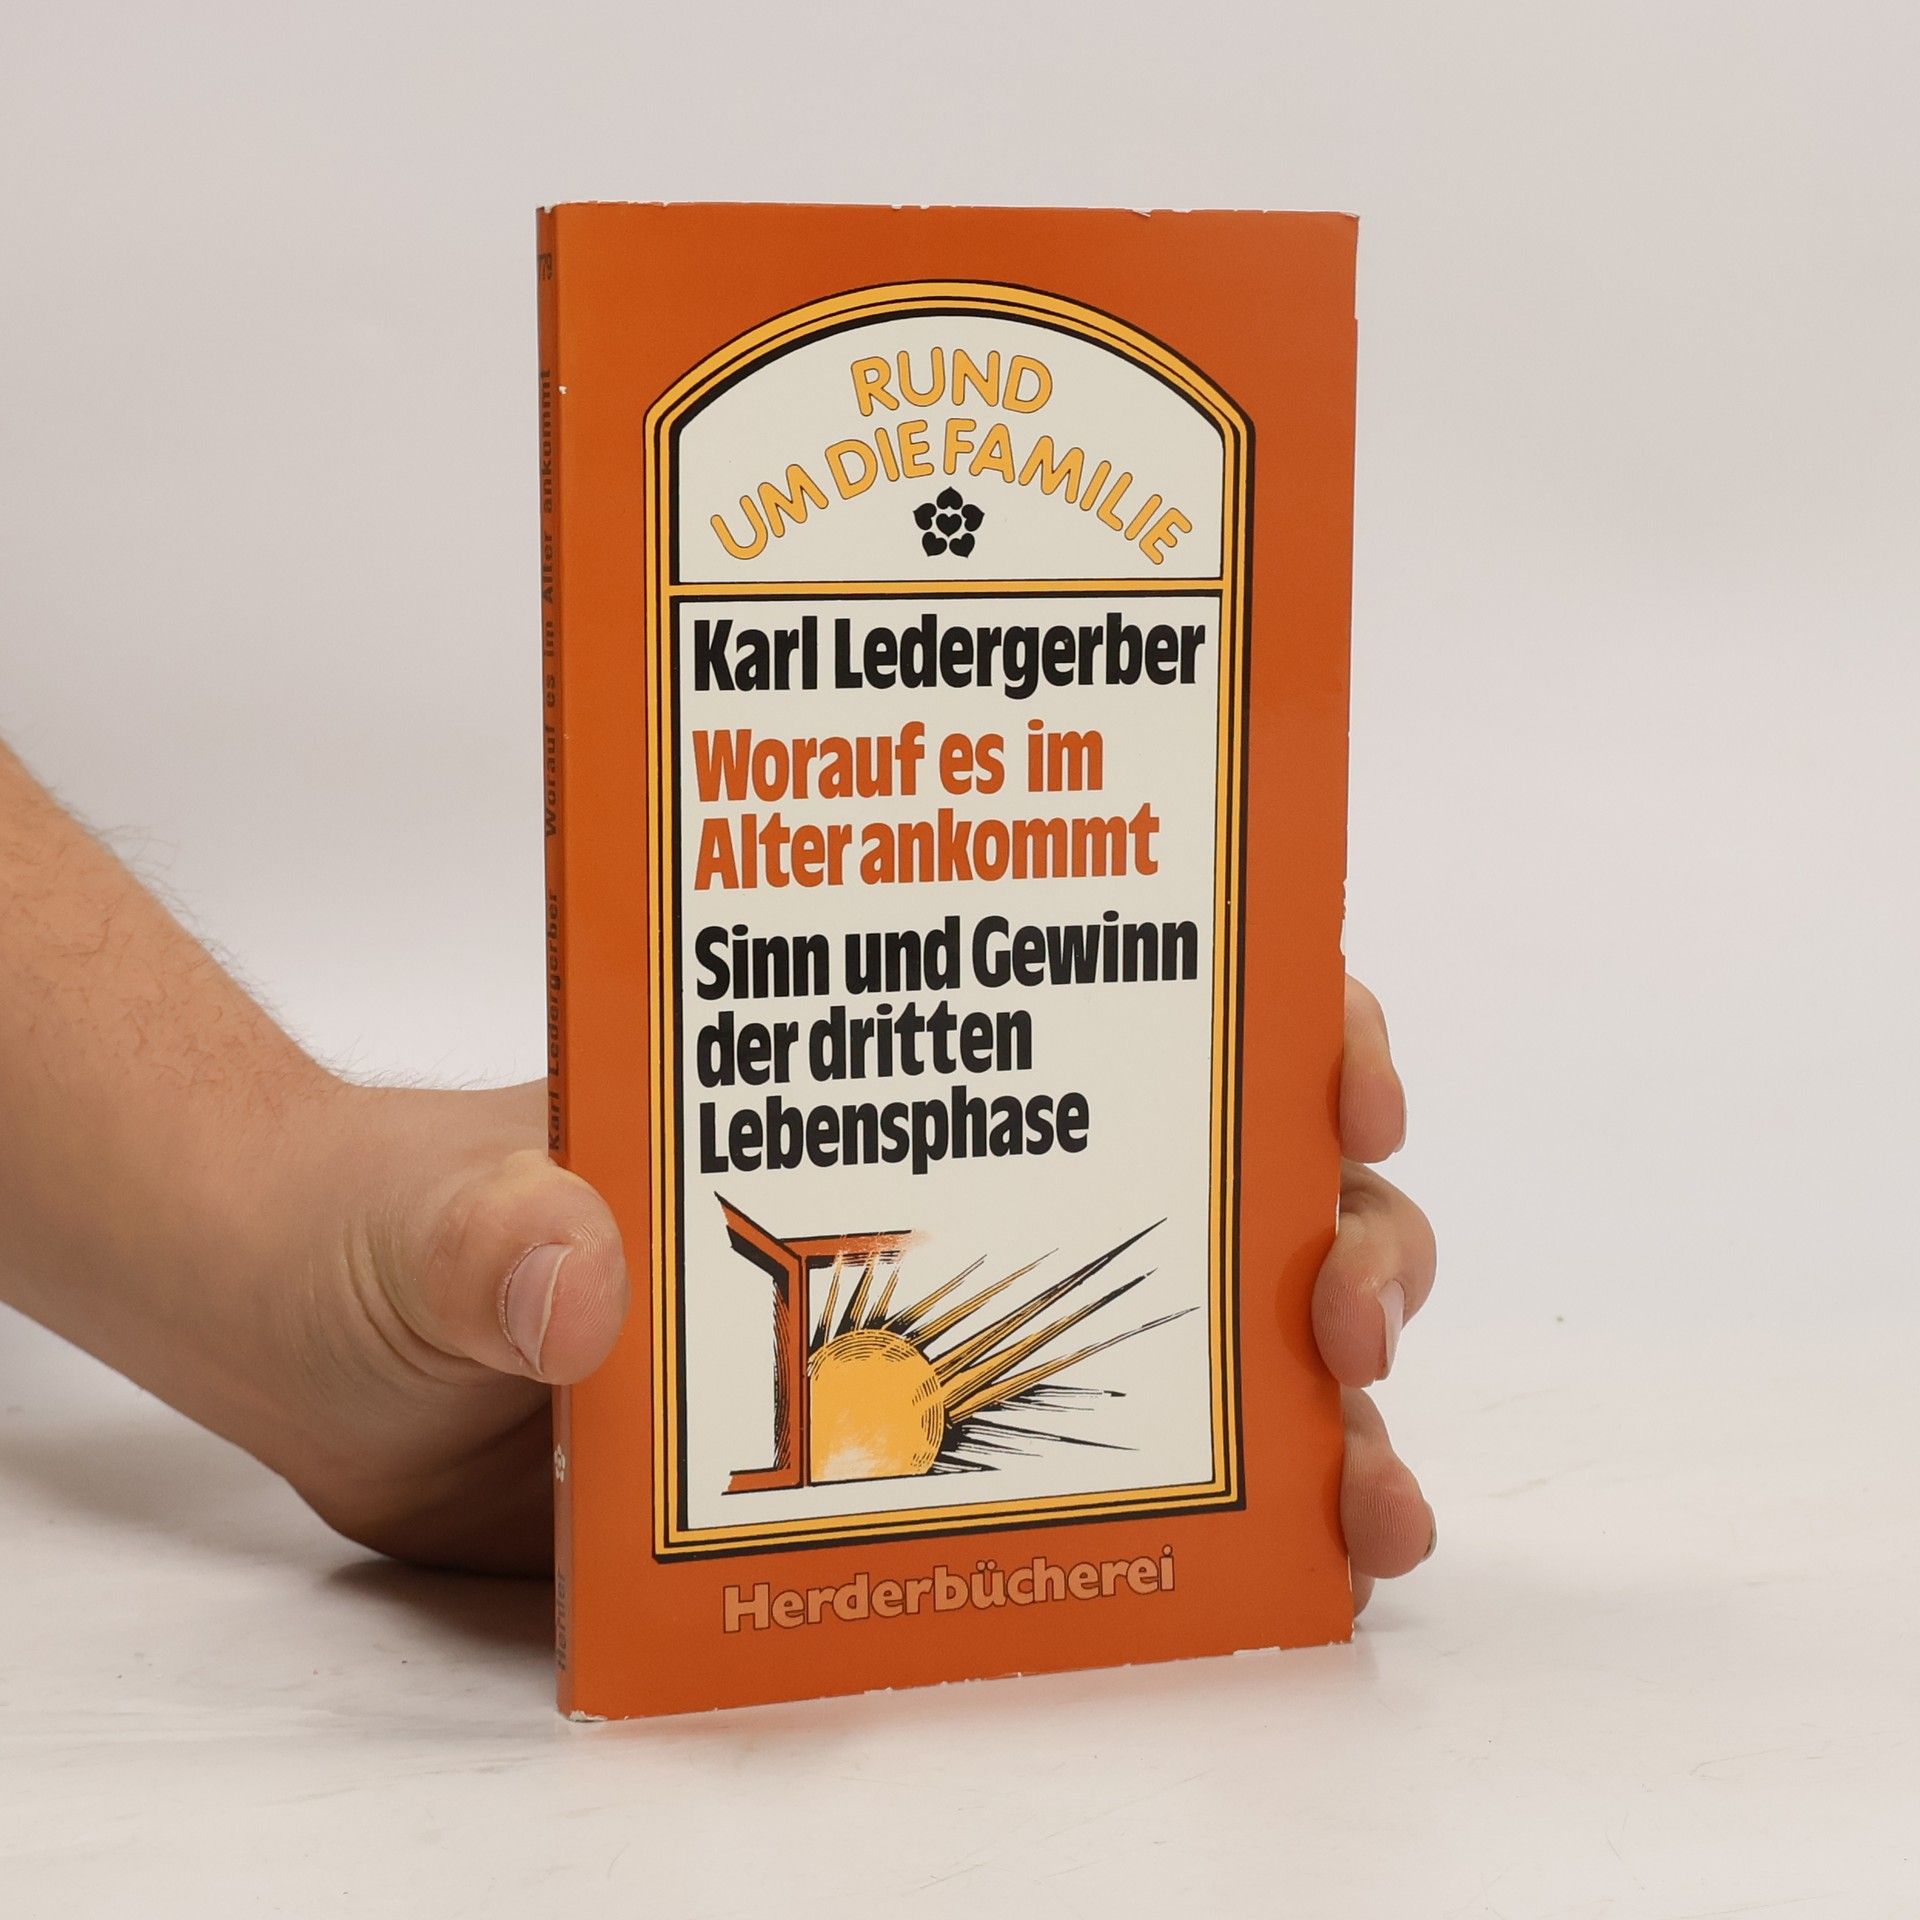 RUND
UM DIE FAMILIE
Karl Ledergerber
Worauf es im
Alter ankommt
Sinn und Gewinn
der dritten
Lebensphase
Herderbücherei
Karl Ledergerber Worauf es im Alter ankommt
Herder